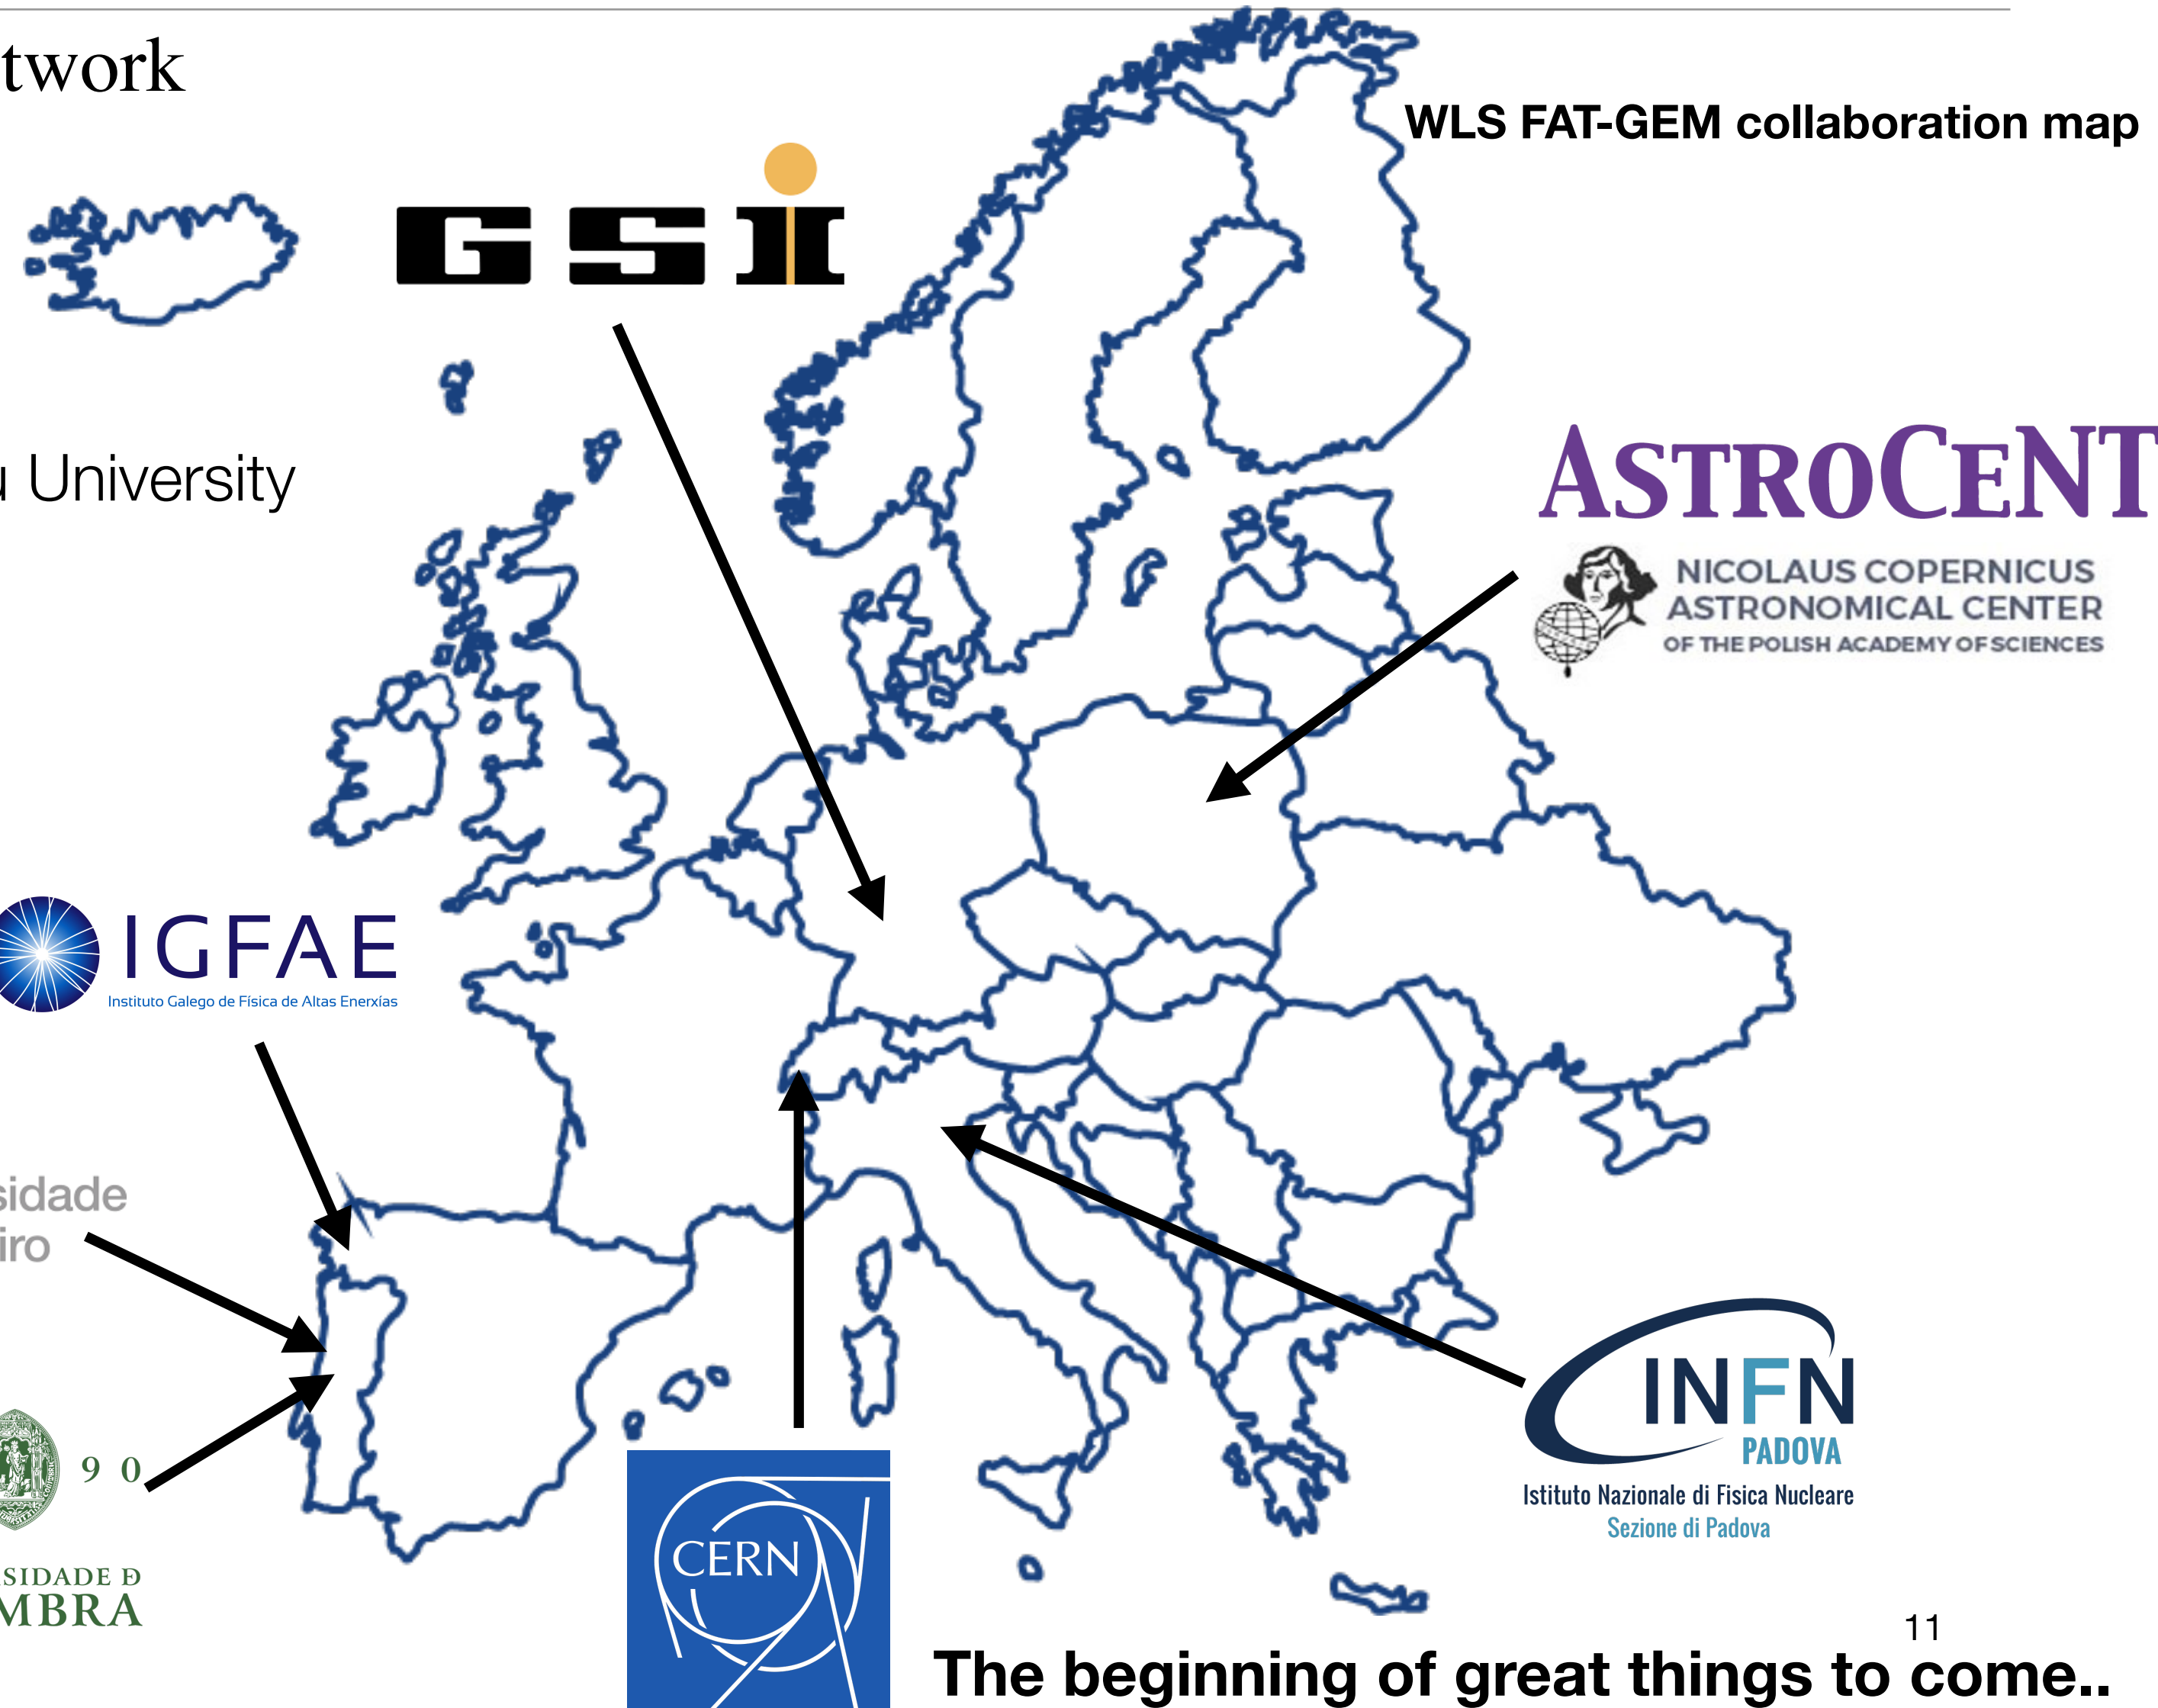 twork
WLS FAT-GEM collaboration map
GSI
University
ASTROCENT
NICOLAUS COPERNICUS
ASTRONOMICAL CENTER
OF THE POLISH ACADEMY OF SCIENCES
IGFAE
Instituto Galego de Física de Altas Enerxías
sidade
iro
9 0
SIDADE Ð
MBRA
CERN
INFN
PADOVA
Istituto Nazionale di Fisica Nucleare
Sezione di Padova
11
The beginning of great things to come..